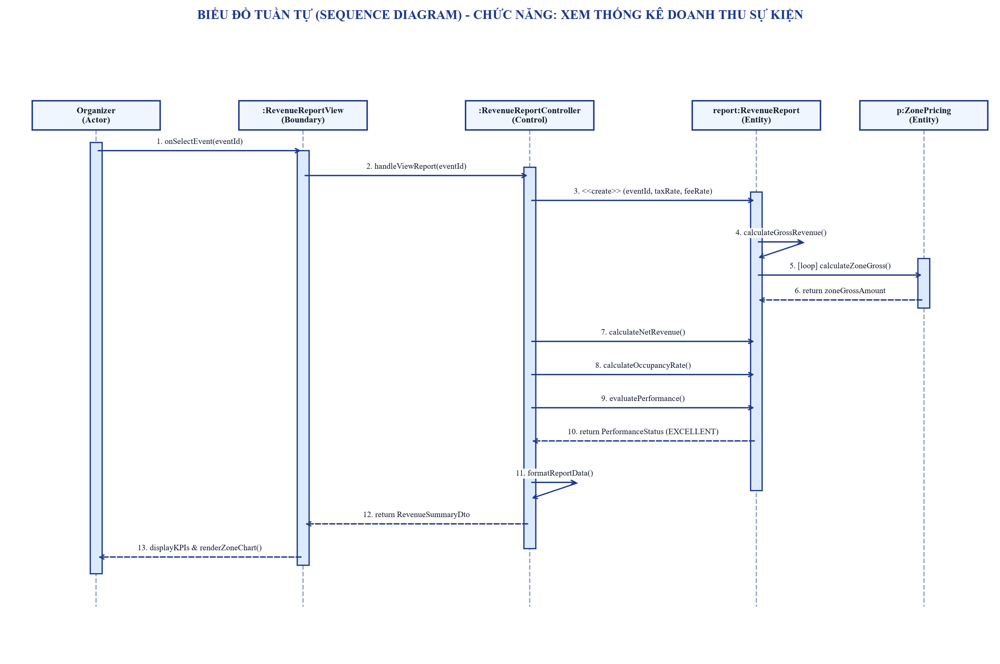 BIỂU ĐỒ TUẦN TỰ (SEQUENCE DIAGRAM) - CHỨC NĂNG: XEM THỐNG KÊ DOANH THU SỰ KIỆN
Organizer
(Actor)
:RevenueReportView
(Boundary)
:RevenueReportController
(Control)
report:RevenueReport
(Entity)
p:ZonePricing
(Entity)
1. onSelectEvent(eventId)
2. handleViewReport(eventId)
3. <<create>> (eventId, taxRate, feeRate)
4. calculateGrossRevenue()
5. [loop] calculateZoneGross()
6. return zoneGrossAmount
7. calculateNetRevenue()
8. calculateOccupancyRate()
9. evaluatePerformance()
10. return PerformanceStatus (EXCELLENT)
11. formatReportData()
12. return RevenueSummaryDto
13. displayKPIs & renderZoneChart()